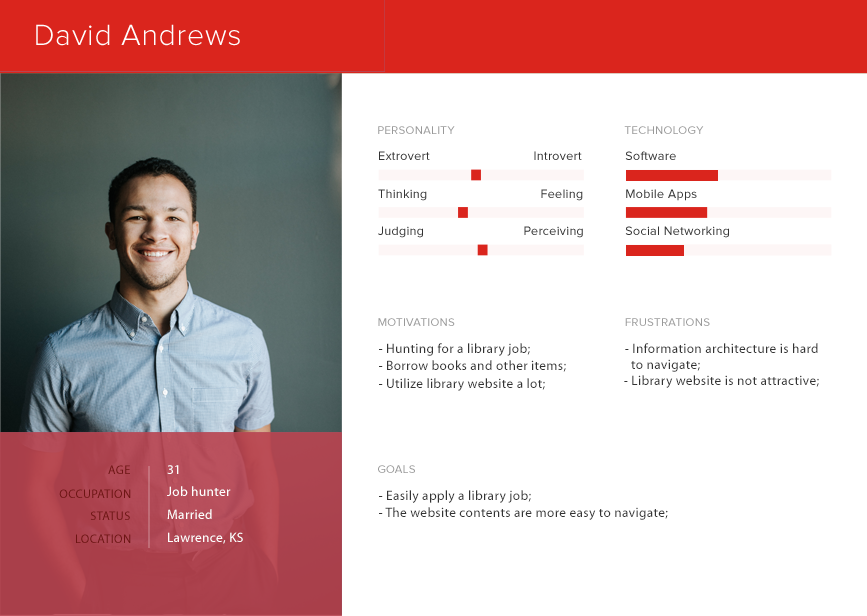 David Andrews
PERSONALITY
Extrovert Introvert
Thinking Feeling
Judging Perceiving
TECHNOLOGY
Software
Mobile Apps
Social Networking
MOTIVATIONS
- Hunting for a library job;
- Borrow books and other items;
- Utilize library website a lot;
FRUSTRATIONS
- Information architecture is hard
to navigate;
- Library website is not attractive;
AGE 31
OCCUPATION Job hunter
STATUS Married
LOCATION Lawrence, KS
GOALS
- Easily apply a library job;
- The website contents are more easy to navigate;